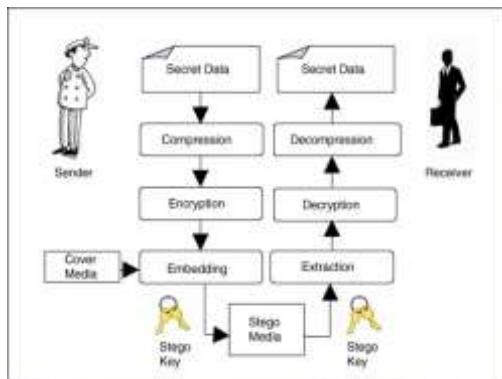 Secret Data
Secret Data
Compression
Decompression
Sender
Receiver
Encryption
Decryption
Cover
Media
Embedding
Extraction
Stego
Media
Stego
Key
Stego
Key